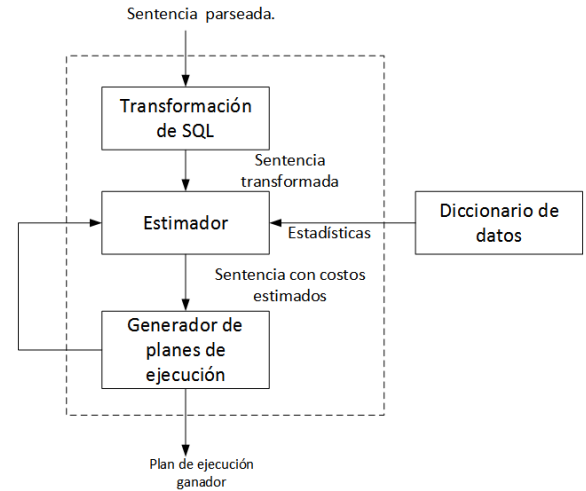 Sentencia parseada.
Transformación
de SQL
Sentencia
transformada
Estimador
Estadísticas
Diccionario de
datos
Sentencia con costos
estimados
Generador de
planes de
ejecución
Plan de ejecución
ganador